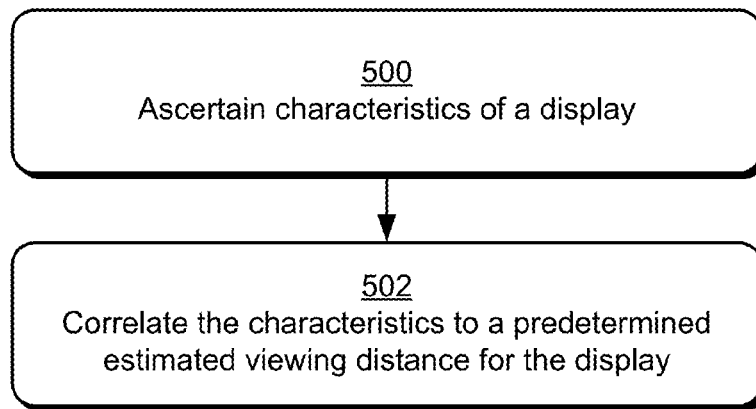 500
Ascertain characteristics of a display
502
Correlate the characteristics to a predetermined
estimated viewing distance for the display